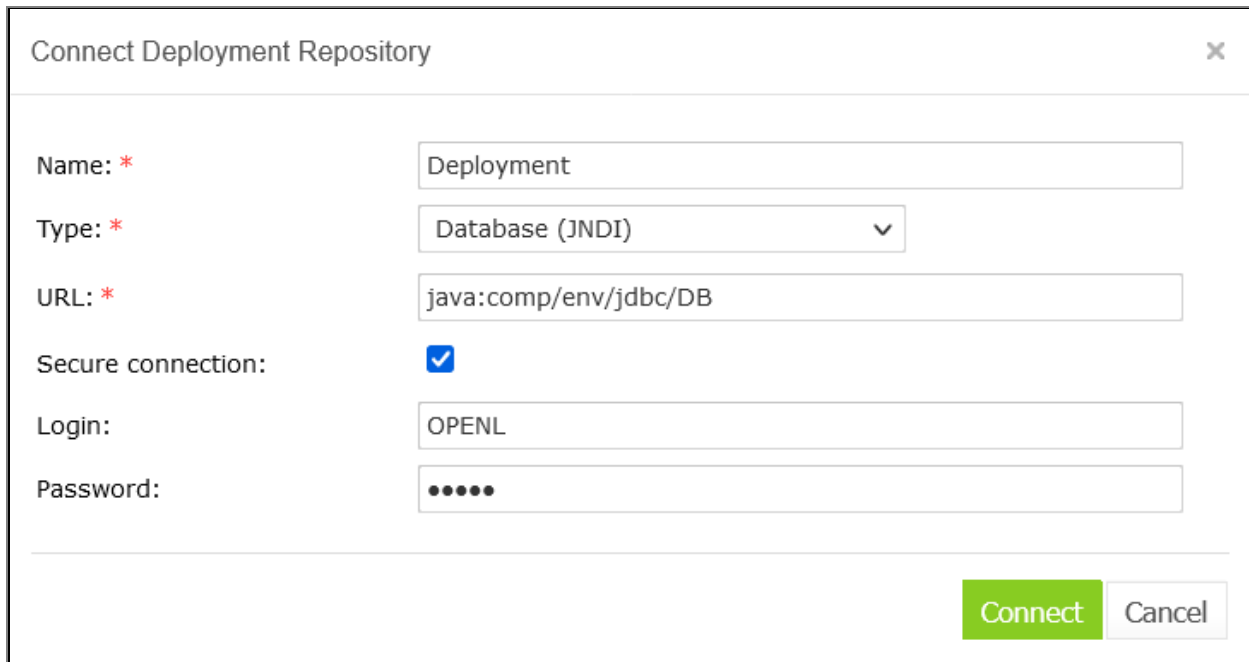 Connect Deployment Repository ×
Name: * Deployment
Type: * Database (JNDI)
URL: * java:comp/env/jdbc/DB
Secure connection:
Login: OPENL
Password: •••••
Connect Cancel